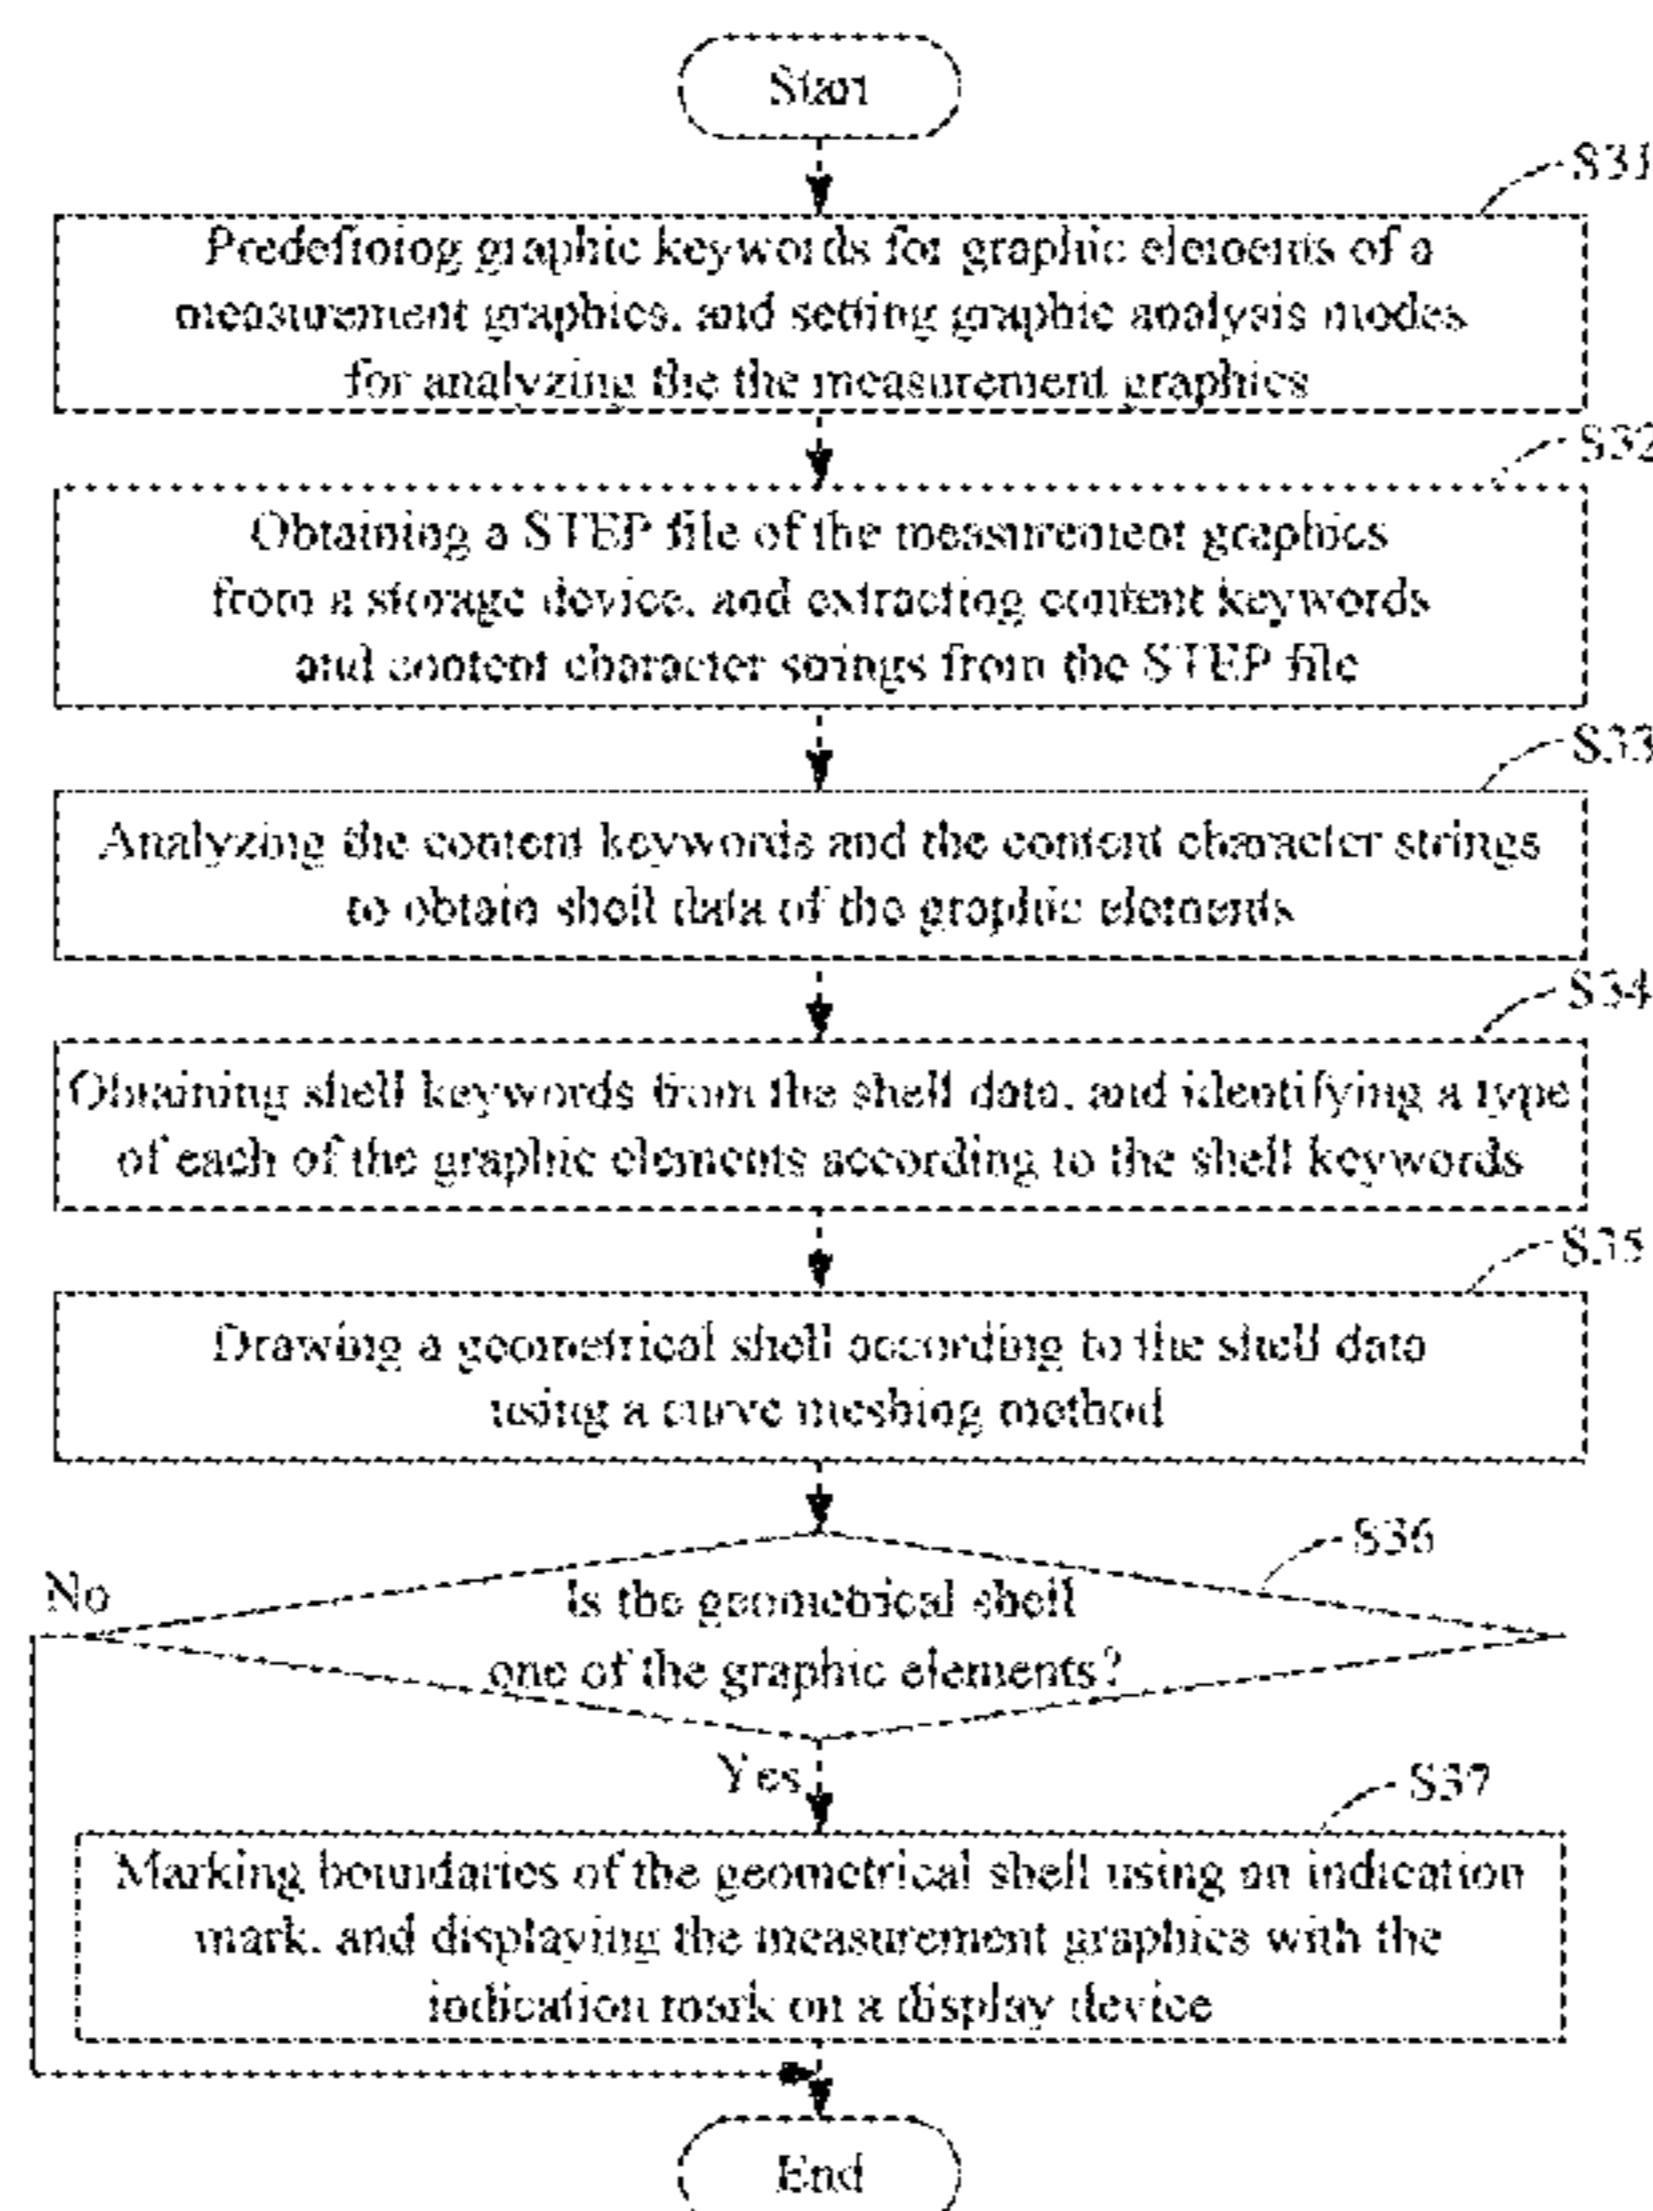 Start
S31
Predefining graphic keywords for graphic elements of a
measurement graphics, and setting graphic analysis modes
for analyzing the the measurement graphics
S32
Obtaining a STEP file of the measurement graphics
from a storage device, and extracting content keywords
and content character strings from the STEP file
S33
Analyzing the content keywords and the content character strings
to obtain shell data of the graphic elements
S34
Obtaining shell keywords from the shell data, and identifying a type
of each of the graphic elements according to the shell keywords
S35
Drawing a geometrical shell according to the shell data
using a curve meshing method
S36
No
Is the geometrical shell
one of the graphic elements?
Yes
S37
Marking boundaries of the geometrical shell using an indication
mark, and displaying the measurement graphics with the
indication mark on a display device
End